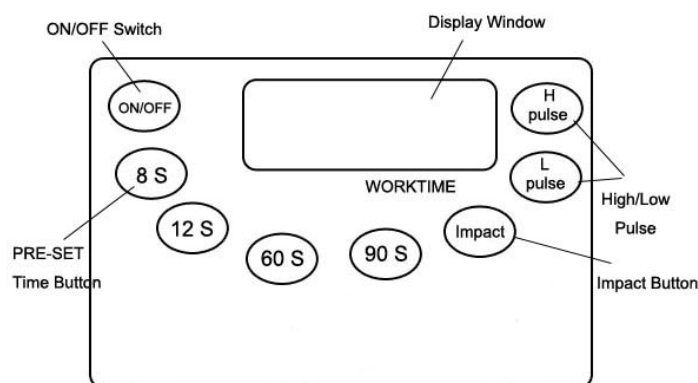 ON/OFF Switch
Display Window
ON/OFF
H
pulse
8 S
L
pulse
WORKTIME
High/Low
Pulse
12 S
Impact
60 S
90 S
PRE-SET
Time Button
Impact Button